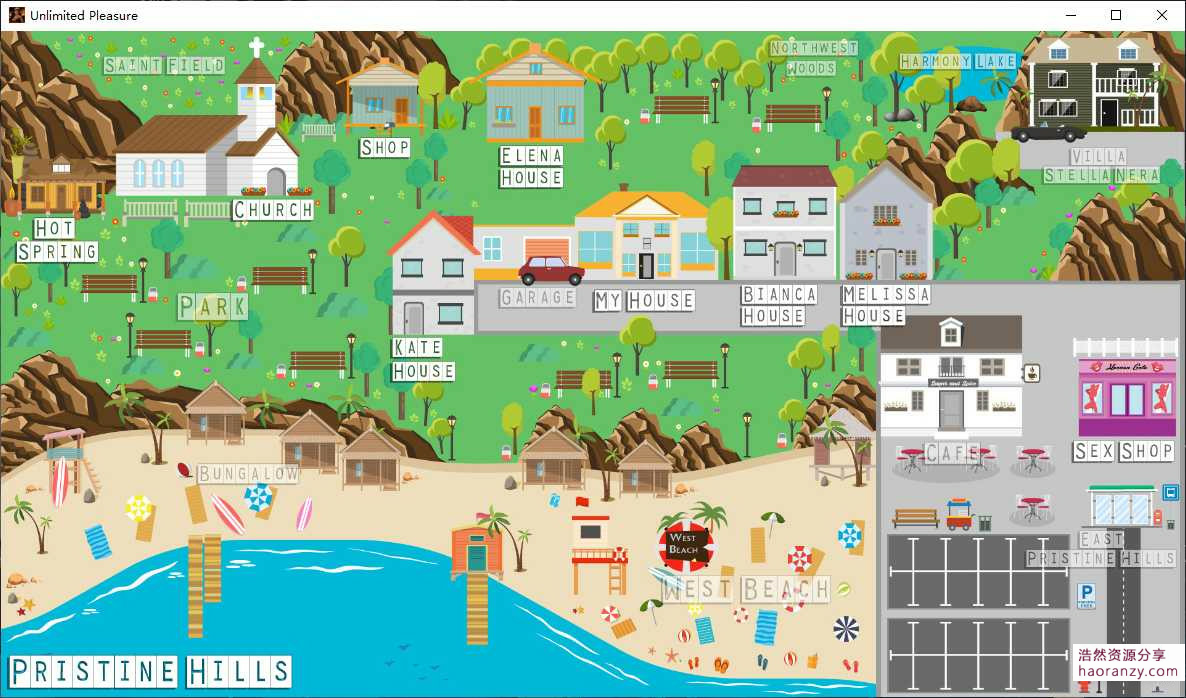 Unlimited Pleasure
SAINT FIELD
NORTHWEST
WOODS
HARMONY LAKE
SHOP
ELENA
HOUSE
VILLA
STELLA NERA
CHURCH
HOT
SPRING
PARK
GARAGE
MY HOUSE
BIANCA
HOUSE
MELISSA
HOUSE
KATE
HOUSE
SEX SHOP
CAFE
BUNGALOW
WEST
BEACH
WEST BEACH
EAST
PRISTINE HILLS
P
PRISTINE HILLS
浩然资源分享
haoranzy.com